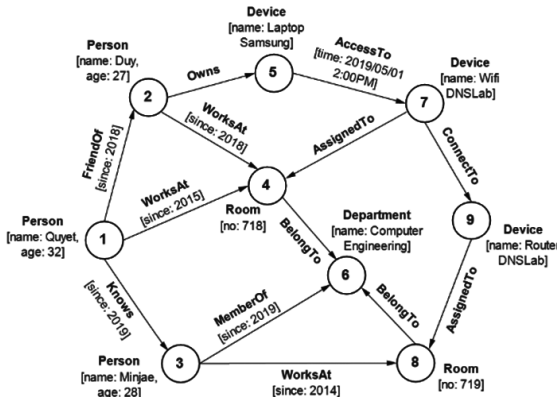 Device
[name: Laptop
Samsung]
Person
[name: Duy,
age: 27]
Owns
5
AccessTo
[time: 2019/05/01
2:00PM]
Device
[name: Wifi
DNSLab]
2
7
FriendOf
[since: 2018]
WorksAt
[since: 2018]
AssignedTo
ConnectTo
WorksAt
[since: 2015]
4
Room
[no: 718]
Person
[name: Quyet,
age: 32]
1
BelongTo
Department
[name: Computer
Engineering]
9
Device
[name: Router
DNSLab]
6
Knows
[since: 2019]
MemberOf
[since: 2019]
BelongTo
AssignedTo
Person
[name: Minjae,
age: 28]
3
WorksAt
[since: 2014]
8
Room
[no: 719]